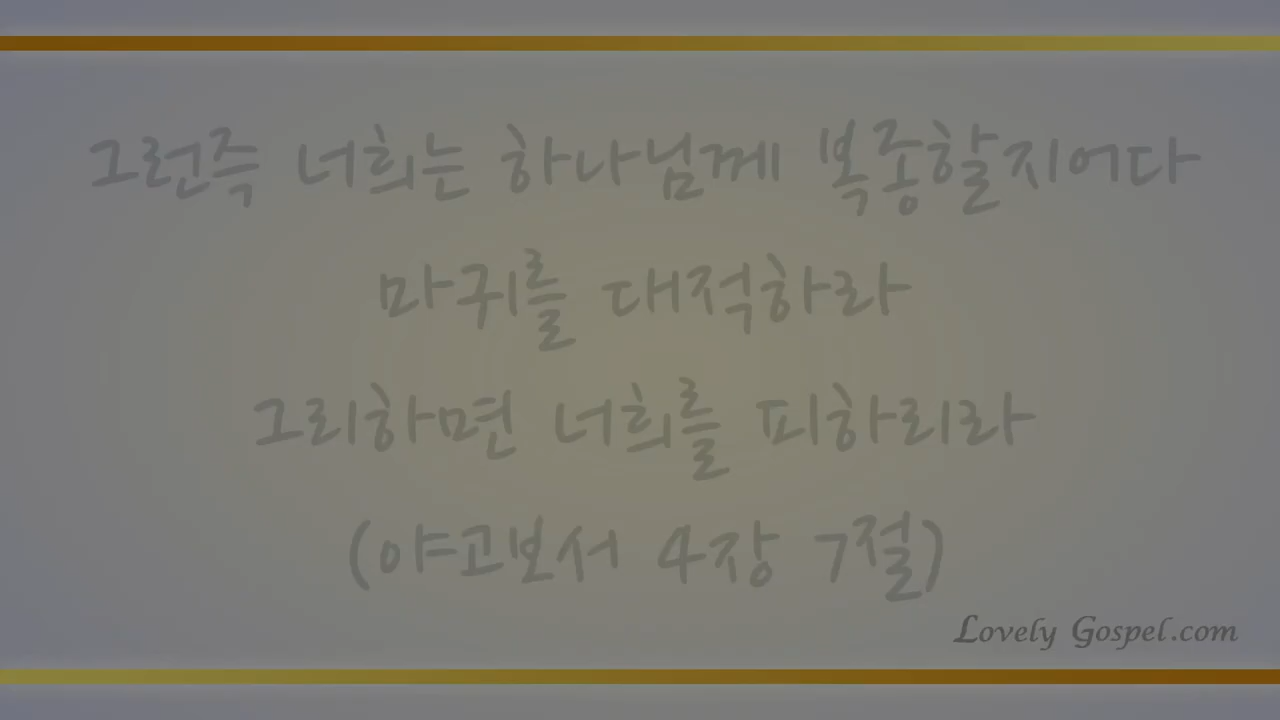 그런즉 너희는 하나님께 복종할지어다
마귀를 대적하라
그리하면 너희를 피하리라
(야고보서 4장 7절)
Lovely Gospel.com